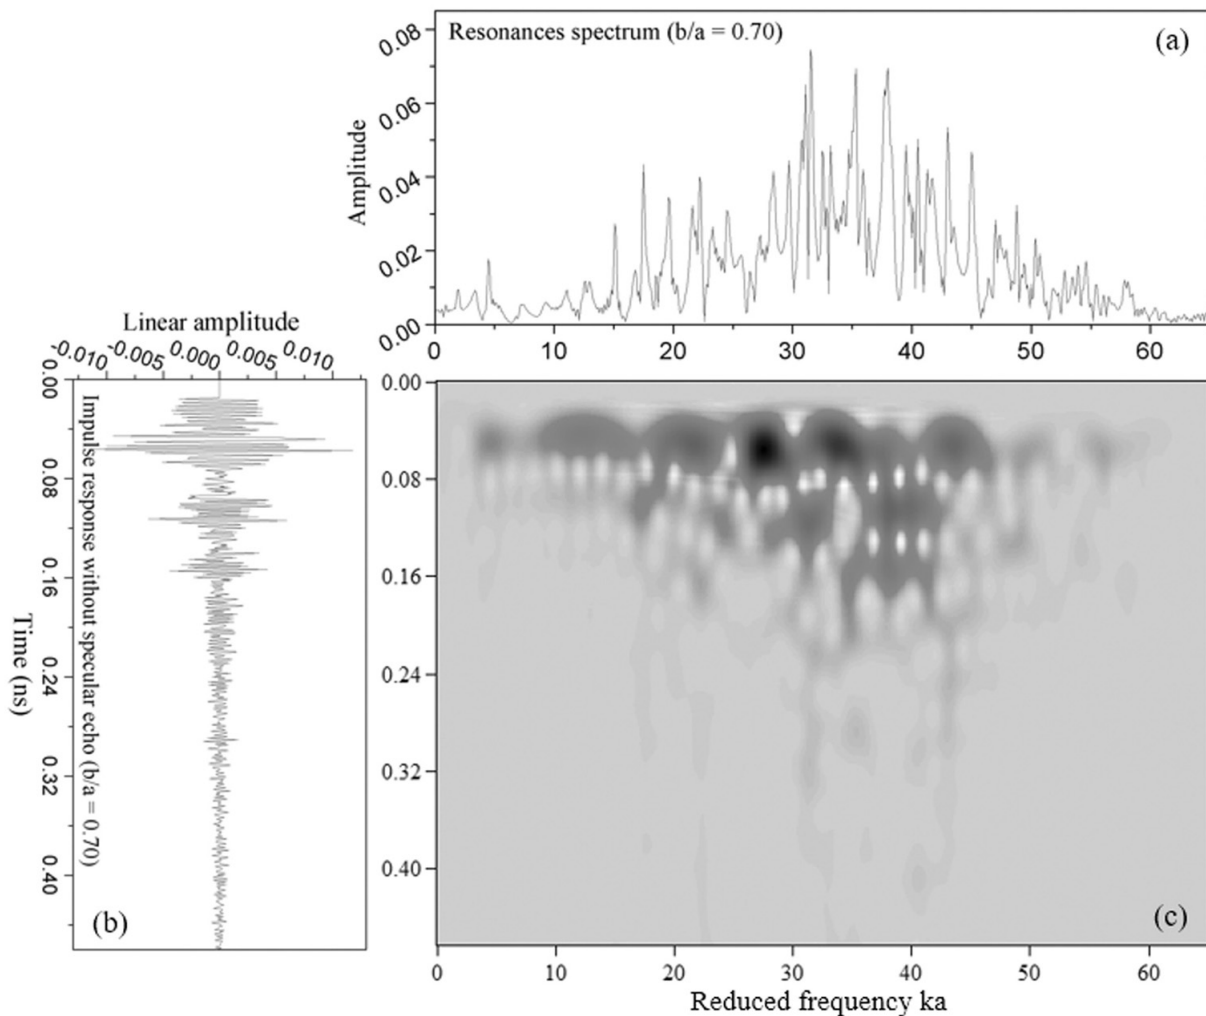 Resonances spectrum (b/a = 0.70)
(a)
Amplitude
0.08
0.06
0.04
0.02
0.00
0 10 20 30 40 50 60
Linear amplitude
-0.010 -0.005 0.000 0.005 0.010
Impulse response without specular echo (b/a = 0.70)
Time (ns)
0.00
0.08
0.16
0.24
0.32
0.40
(b)
0.00
0.08
0.16
0.24
0.32
0.40
(c)
0 10 20 30 40 50 60
Reduced frequency ka